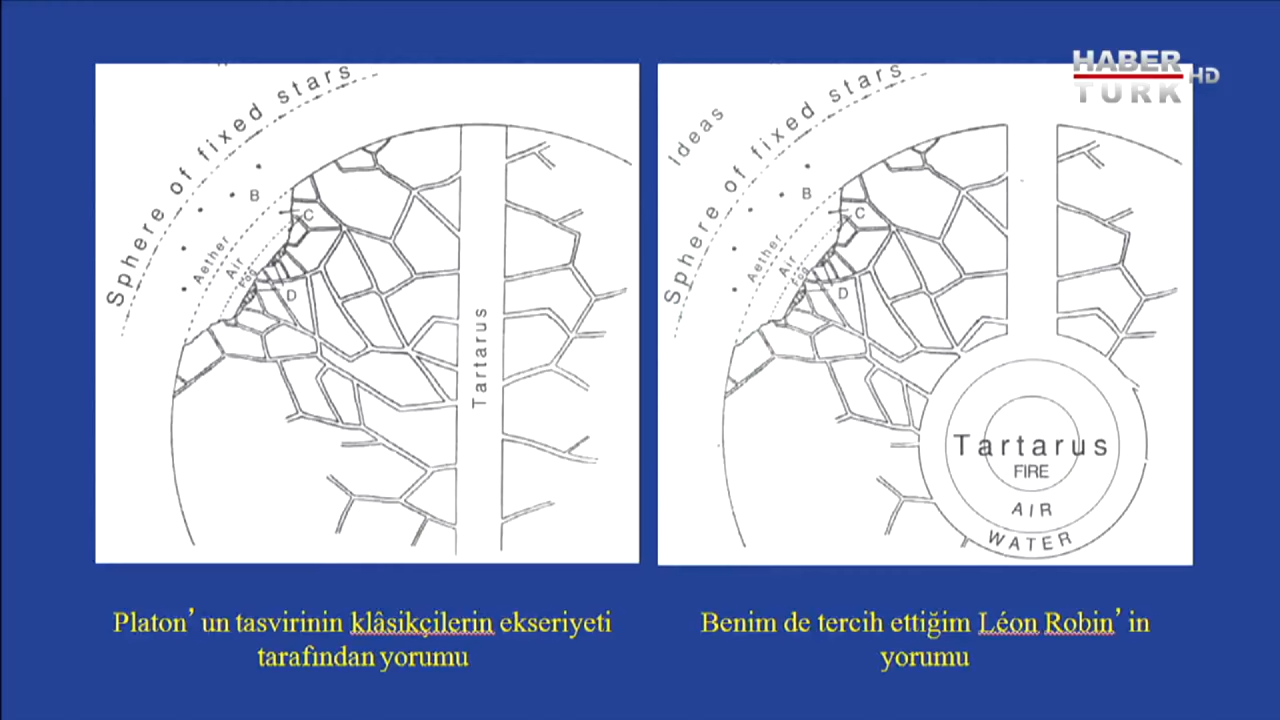 HABER
TURK HD
Sphere of fixed stars
B
C
Aether
Air
Fog
D
Tartarus
Ideas
Sphere of fixed stars
B
C
Aether
Air
Fog
D
Tartarus
FIRE
AIR
WATER
Platon’ un tasvirinin klâsikçilerin ekseriyeti
tarafından yorumu
Benim de tercih ettiğim Léon Robin’ in
yorumu